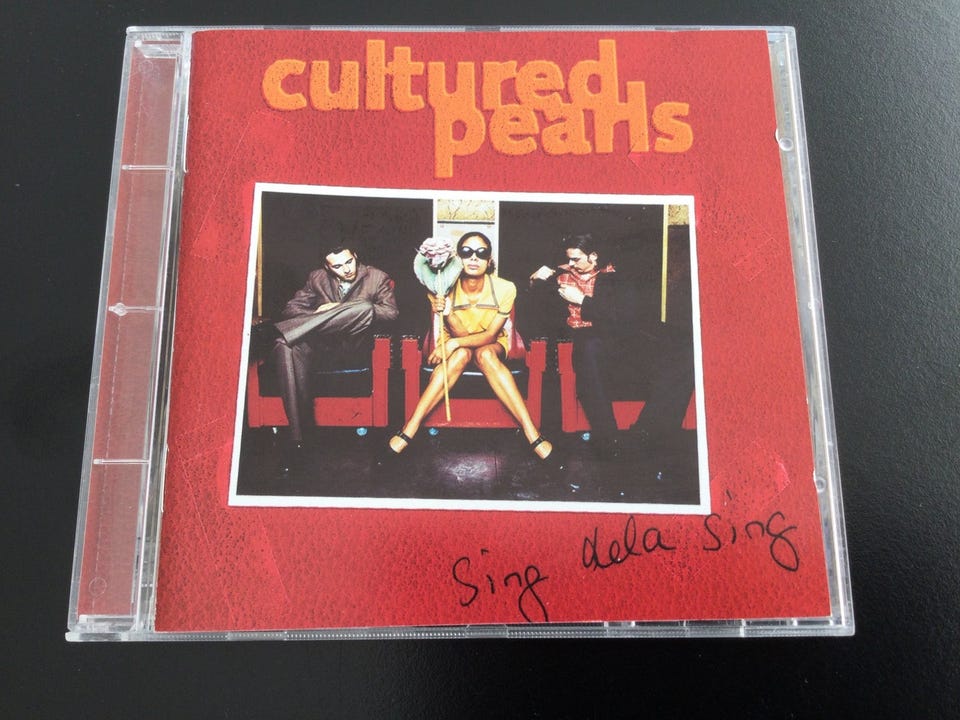 cultured
pearls
Sing dela Sing